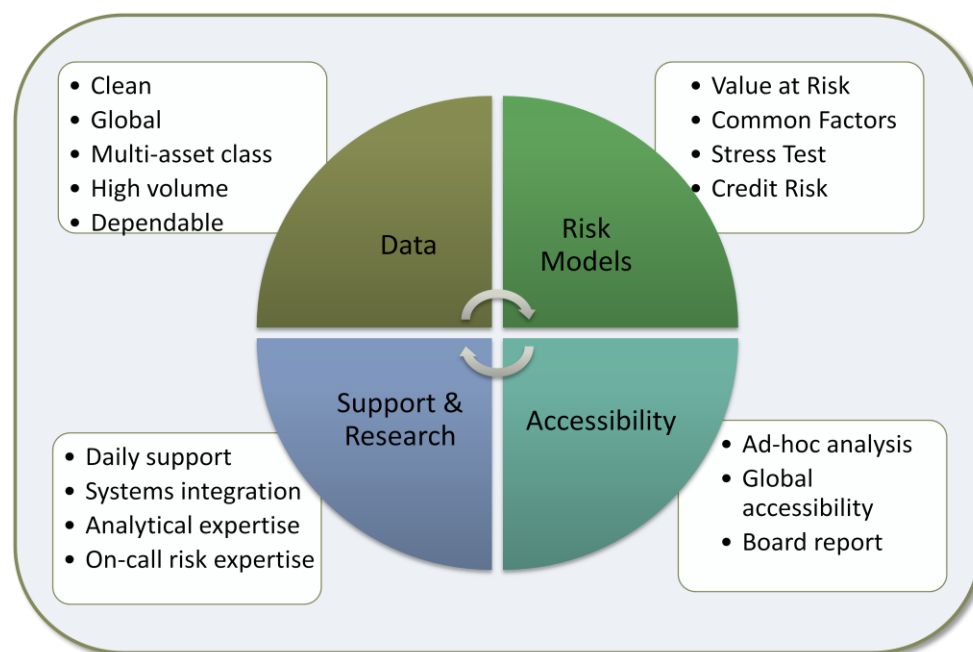 • Clean
• Global
• Multi-asset class
• High volume
• Dependable
• Value at Risk
• Common Factors
• Stress Test
• Credit Risk
Data
Risk
Models
Support &
Research
Accessibility
• Daily support
• Systems integration
• Analytical expertise
• On-call risk expertise
• Ad-hoc analysis
• Global
accessibility
• Board report